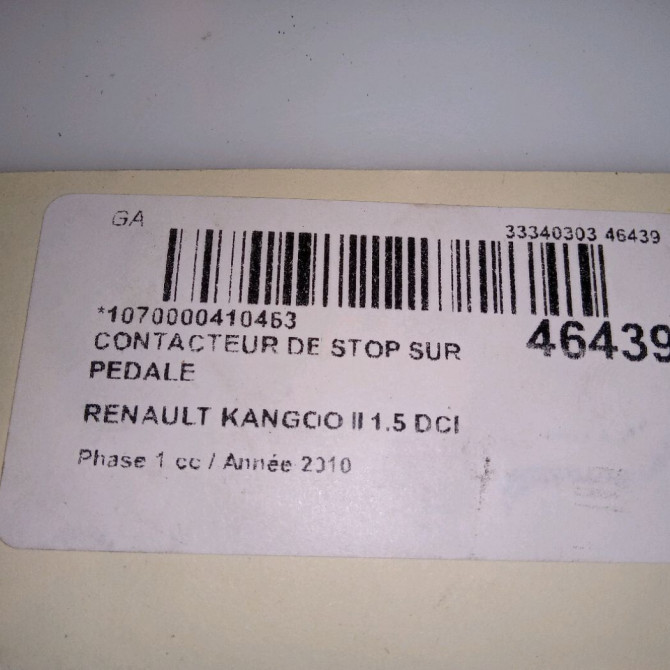 GA
33340303 46439
*1070000410463
46439
CONTACTEUR DE STOP SUR
PEDALE
RENAULT KANGOO II 1.5 DCI
Phase 1 cc / Année 2010